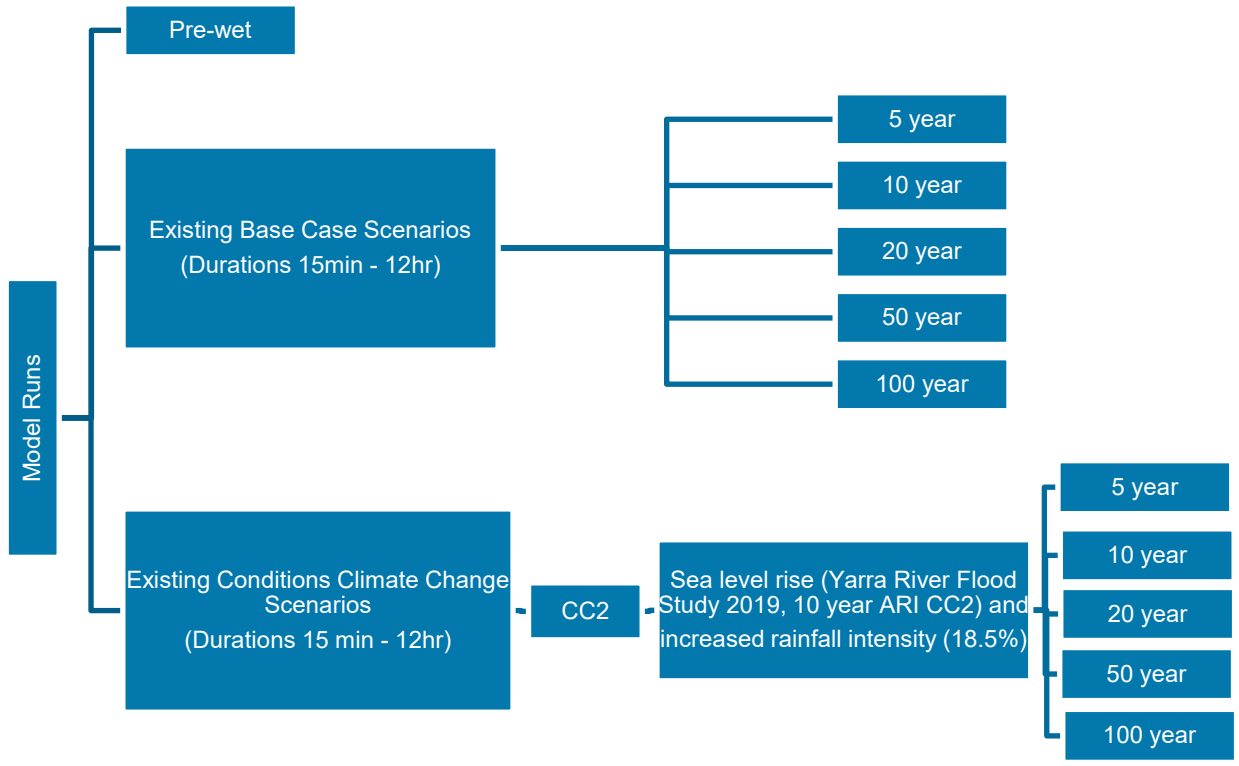 Model Runs
Pre-wet
Existing Base Case Scenarios
(Durations 15min - 12hr)
5 year
10 year
20 year
50 year
100 year
Existing Conditions Climate Change
Scenarios
(Durations 15 min - 12hr)
CC2
Sea level rise (Yarra River Flood
Study 2019, 10 year ARI CC2) and
increased rainfall intensity (18.5%)
5 year
10 year
20 year
50 year
100 year